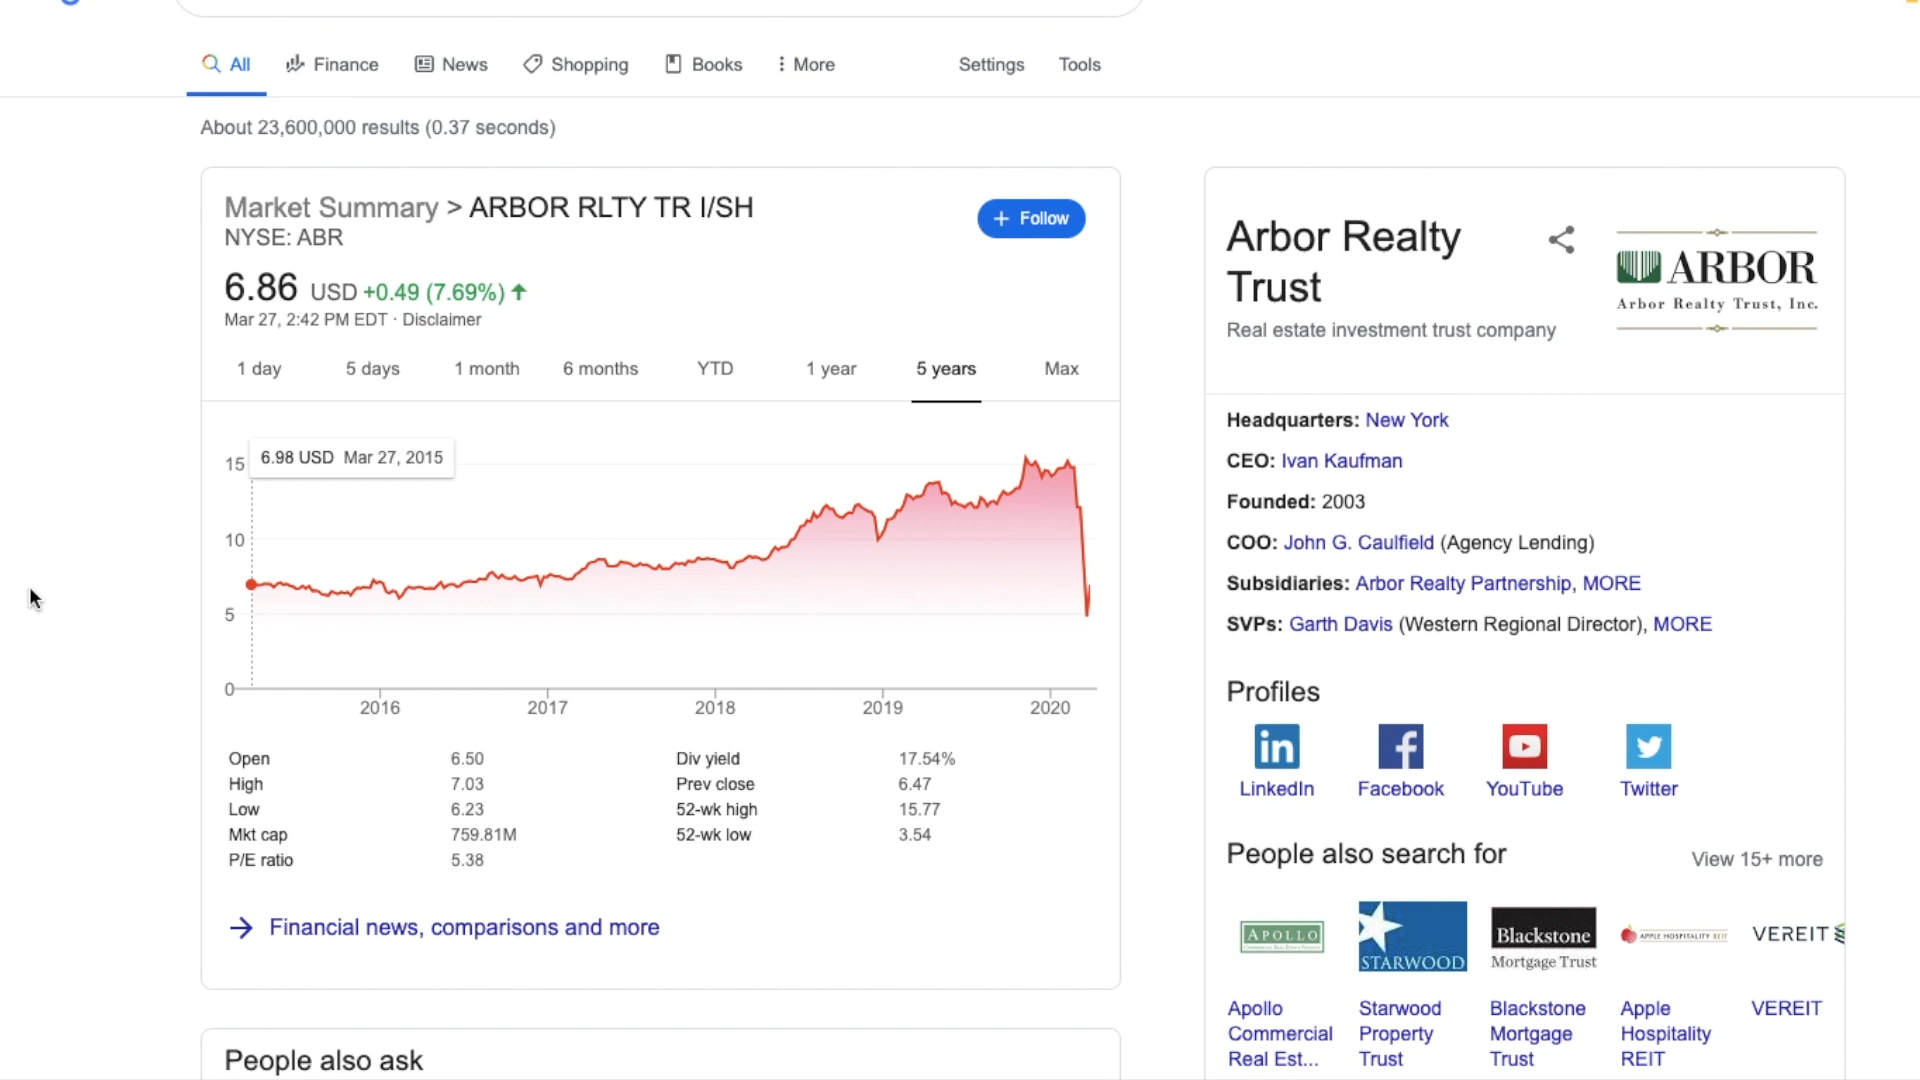 All
Finance
News
Shopping
Books
More
Settings
Tools
About 23,600,000 results (0.37 seconds)
Market Summary > ARBOR RLTY TR I/SH
NYSE: ABR
+ Follow
6.86 USD +0.49 (7.69%)
Mar 27, 2:42 PM EDT · Disclaimer
1 day
5 days
1 month
6 months
YTD
1 year
5 years
Max
6.98 USD Mar 27, 2015
15
10
5
0
2016
2017
2018
2019
2020
Open 6.50
High 7.03
Low 6.23
Mkt cap 759.81M
P/E ratio 5.38
Div yield 17.54%
Prev close 6.47
52-wk high 15.77
52-wk low 3.54
Financial news, comparisons and more
People also ask
Arbor Realty
Trust
Real estate investment trust company
ARBOR
Arbor Realty Trust, Inc.
Headquarters: New York
CEO: Ivan Kaufman
Founded: 2003
COO: John G. Caulfield (Agency Lending)
Subsidiaries: Arbor Realty Partnership, MORE
SVPs: Garth Davis (Western Regional Director), MORE
Profiles
LinkedIn
Facebook
YouTube
Twitter
People also search for
View 15+ more
APOLLO
STARWOOD
Blackstone
Mortgage Trust
APPLE HOSPITALITY REIT
VEREIT
Apollo
Commercial
Real Est...
Starwood
Property
Trust
Blackstone
Mortgage
Trust
Apple
Hospitality
REIT
VEREIT